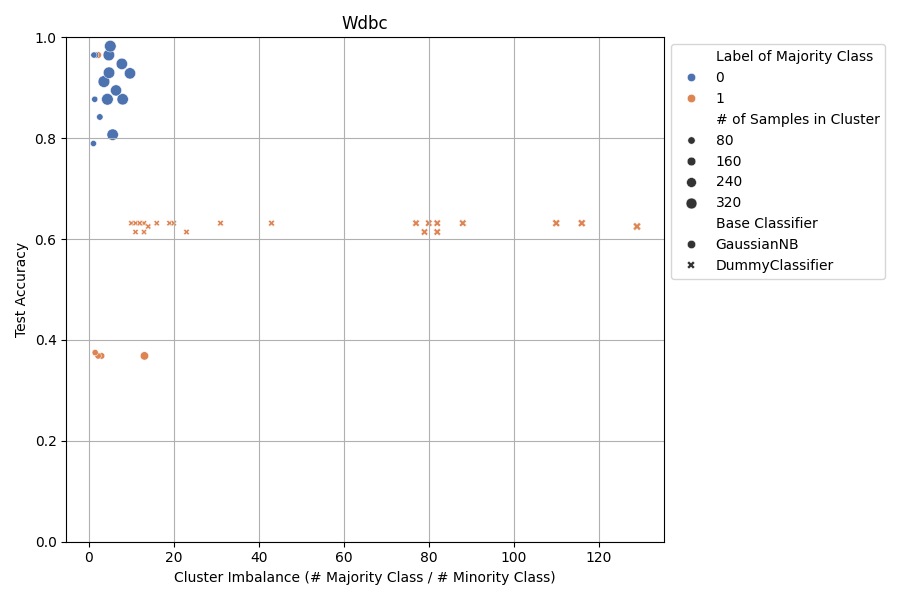 Wdbc
1.0
0.8
0.6
0.4
0.2
0.0
Test Accuracy
0 20 40 60 80 100 120
Cluster Imbalance (# Majority Class / # Minority Class)
Label of Majority Class
0
1
# of Samples in Cluster
80
160
240
320
Base Classifier
GaussianNB
DummyClassifier